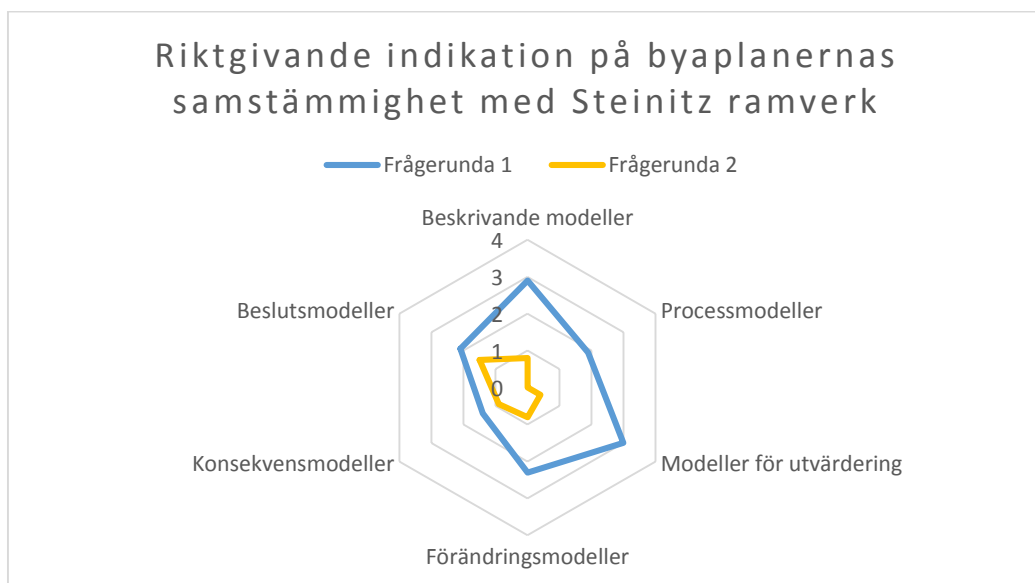 Riktgivande indikation på byaplanernas
samstämmighet med Steinitz ramverk
Frågerunda 1
Frågerunda 2
Beskrivande modeller
4
3
2
1
0
Beslutsmodeller
Processmodeller
Konsekvensmodeller
Modeller för utvärdering
Förändringsmodeller